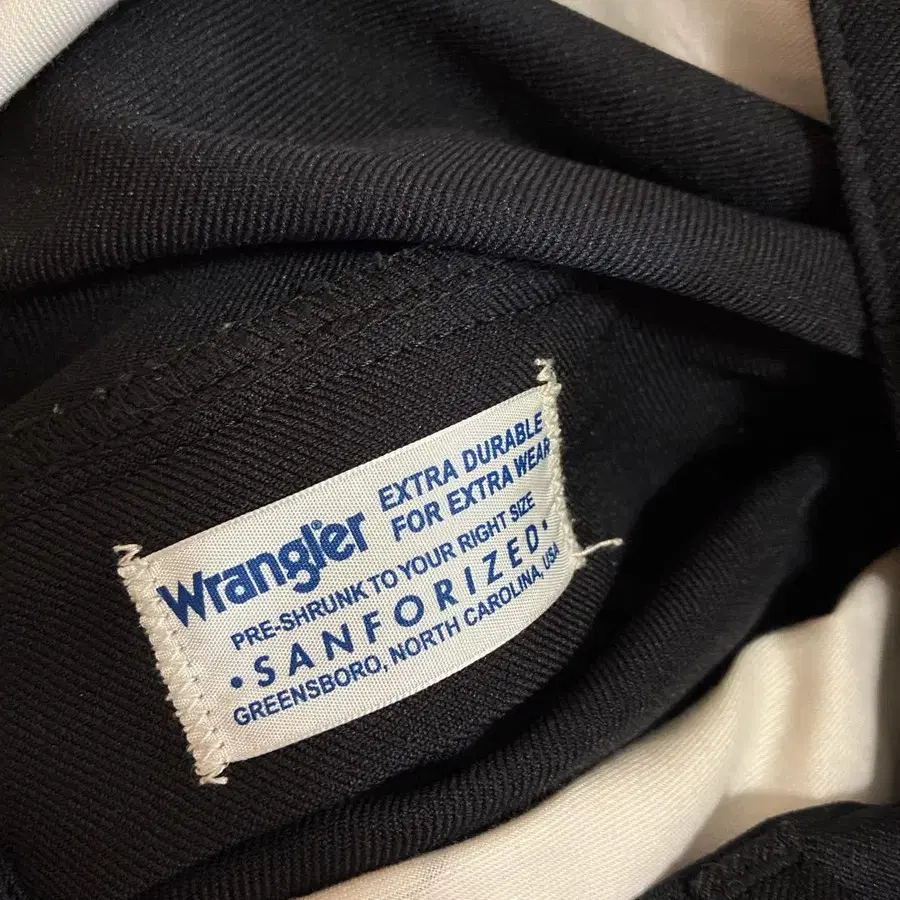 Wrangler EXTRA DURABLE
FOR EXTRA WEAR
PRE-SHRUNK TO YOUR RIGHT SIZE
•SANFORIZED•
GREENSBORO, NORTH CAROLINA, USA